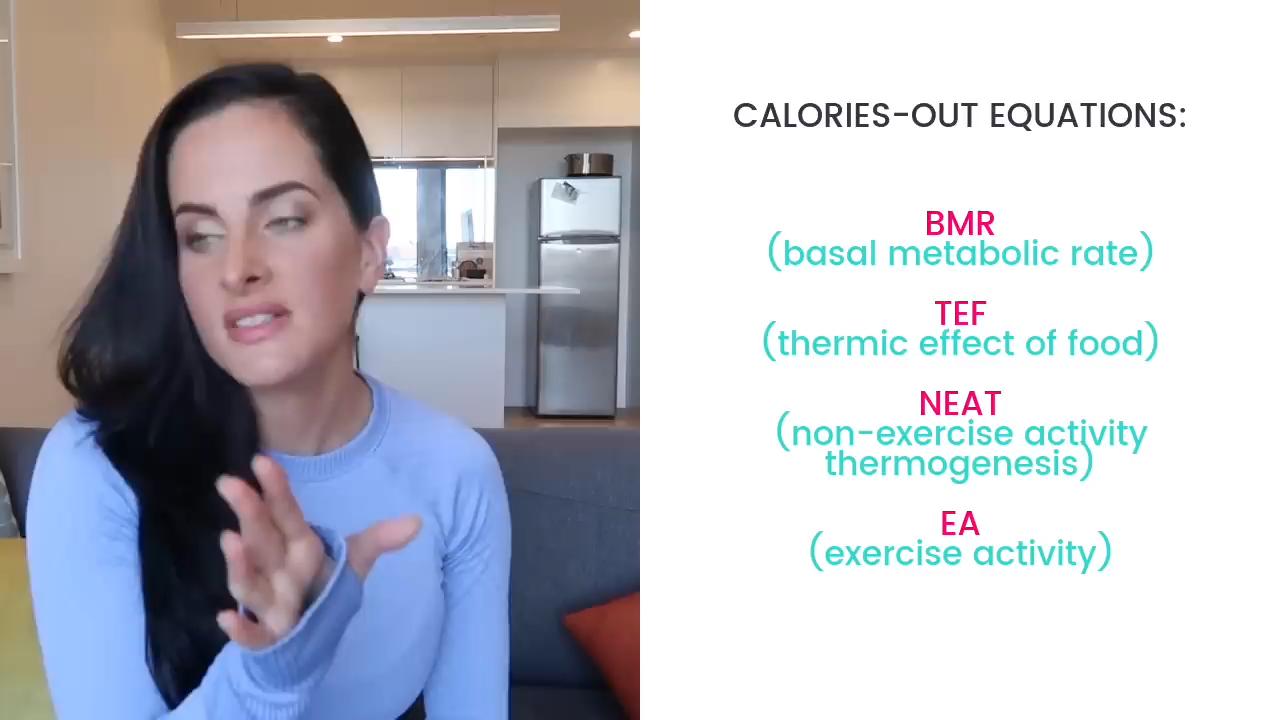 CALORIES-OUT EQUATIONS:
BMR
(basal metabolic rate)
TEF
(thermic effect of food)
NEAT
(non-exercise activity
thermogenesis)
EA
(exercise activity)